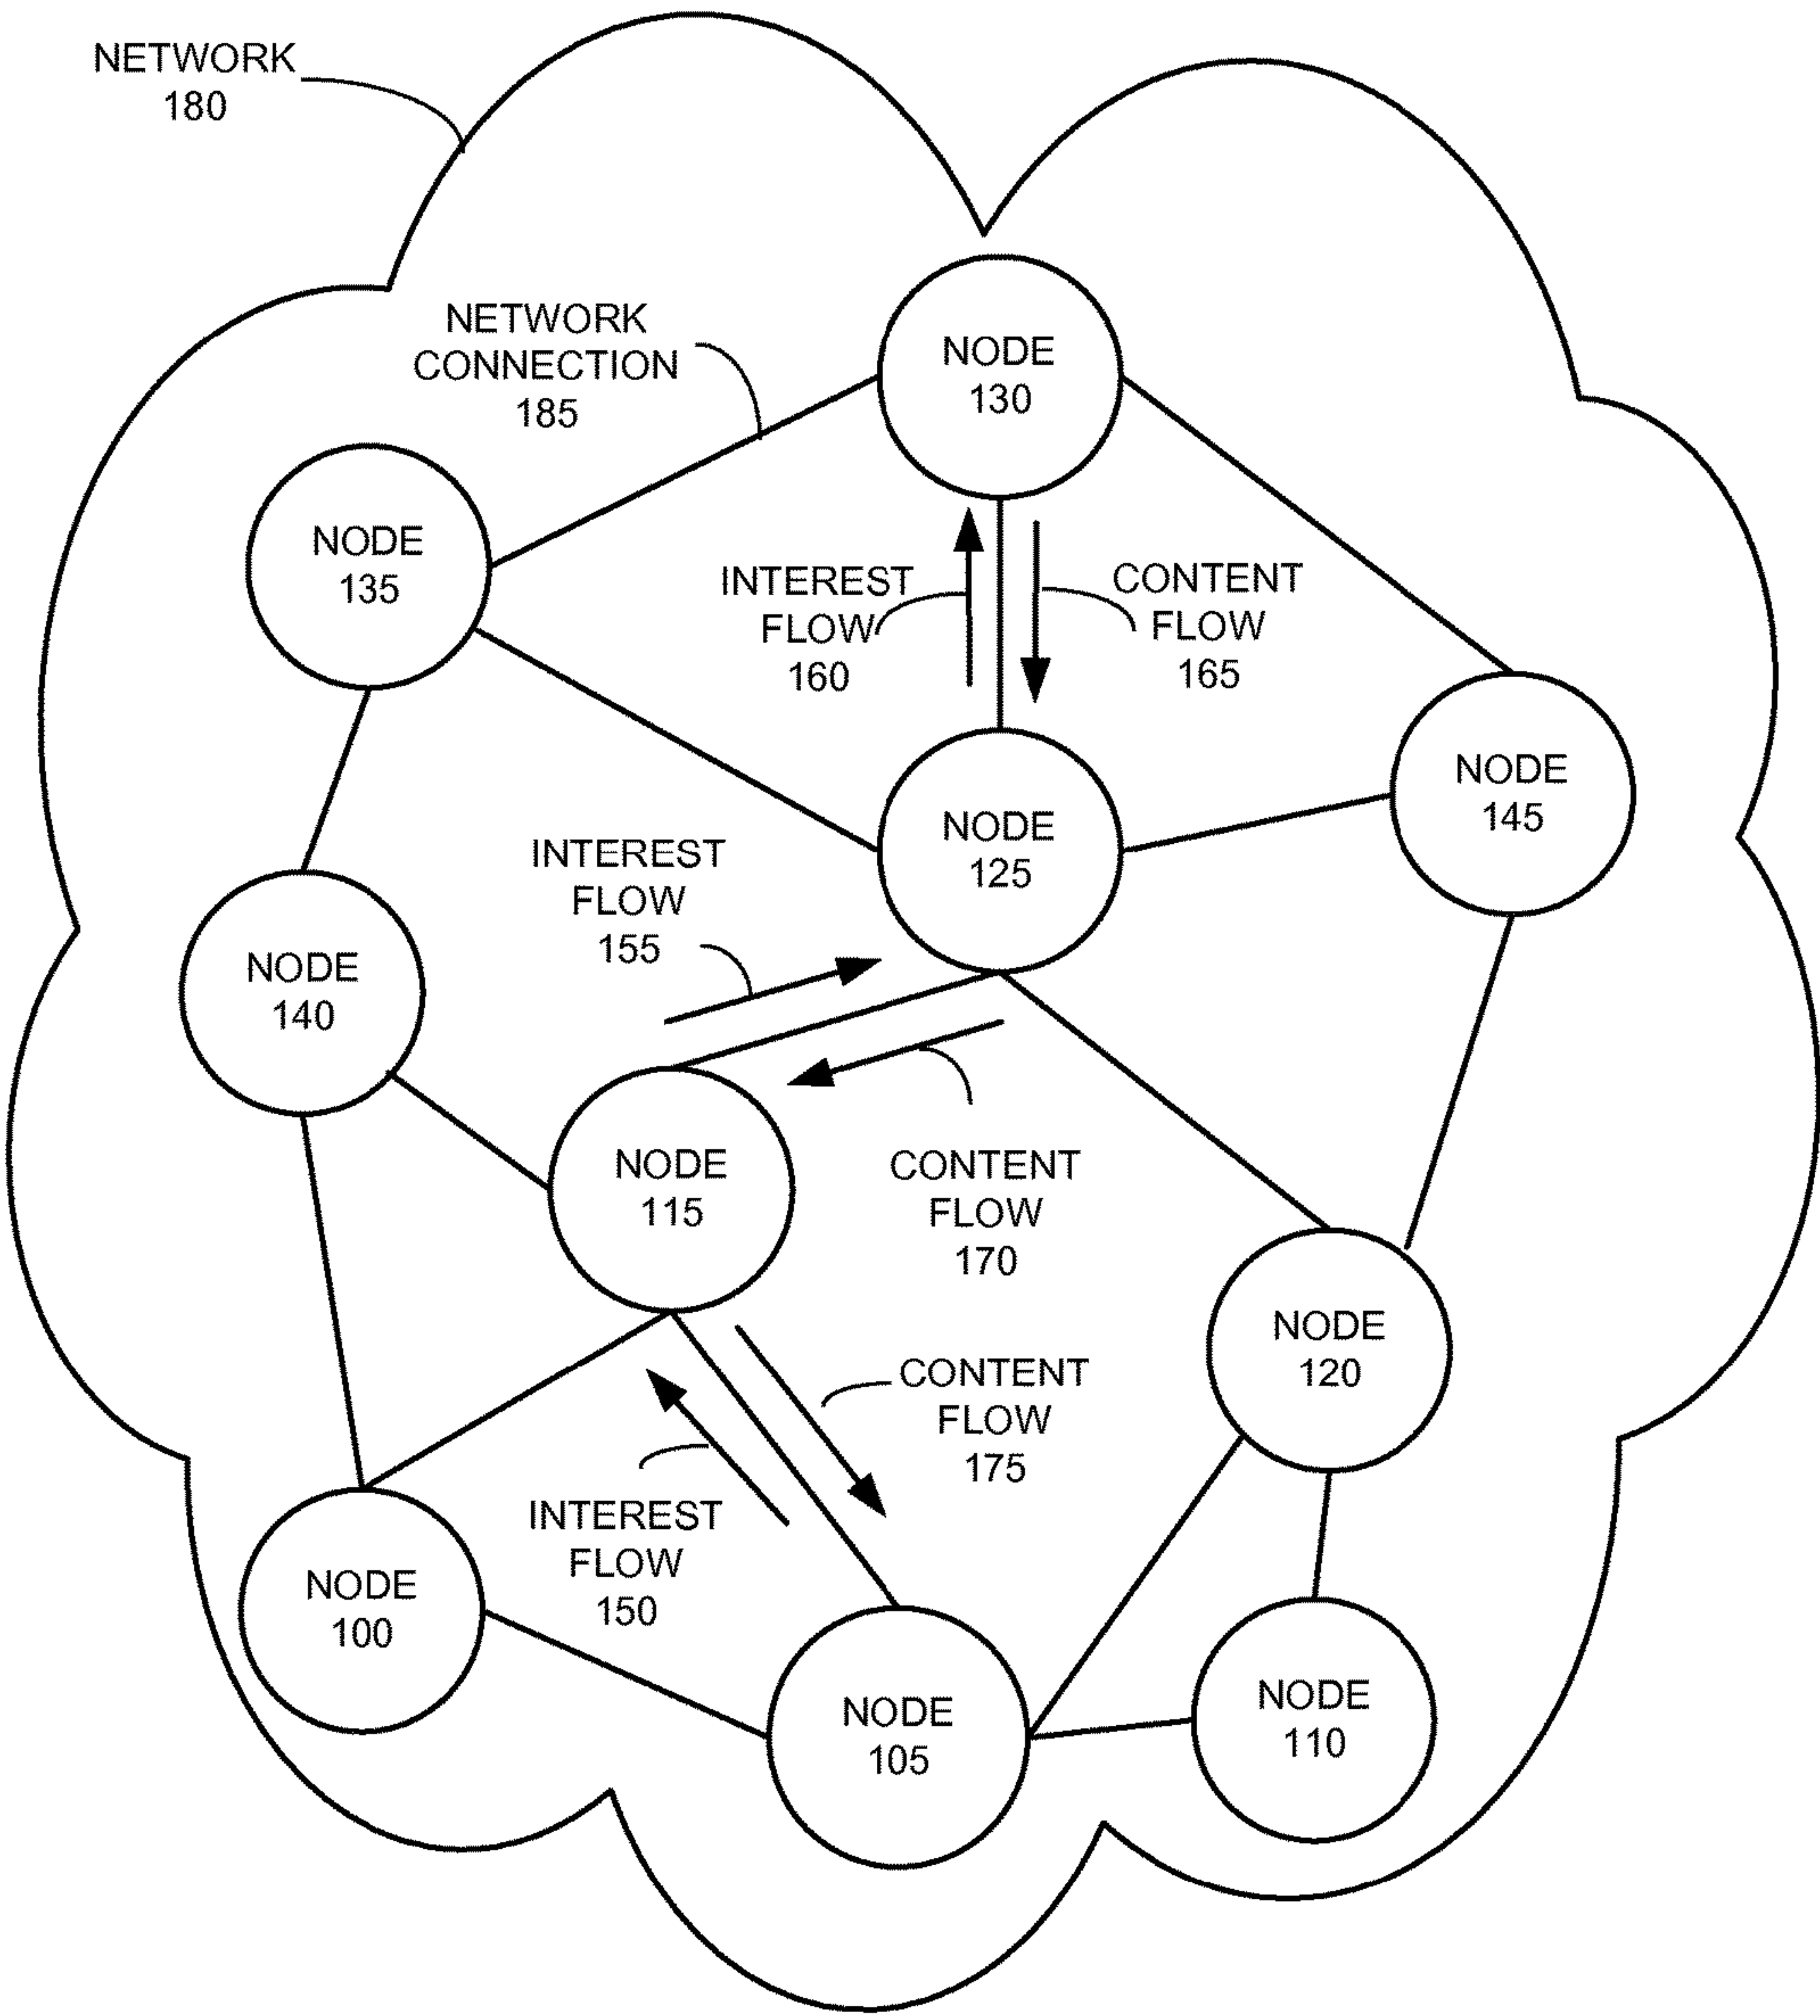 NETWORK
180
NETWORK
CONNECTION
185
NODE
130
NODE
135
INTEREST
FLOW
160
CONTENT
FLOW
165
NODE
145
NODE
125
INTEREST
FLOW
155
NODE
140
NODE
115
CONTENT
FLOW
170
NODE
120
CONTENT
FLOW
175
INTEREST
FLOW
150
NODE
100
NODE
105
NODE
110